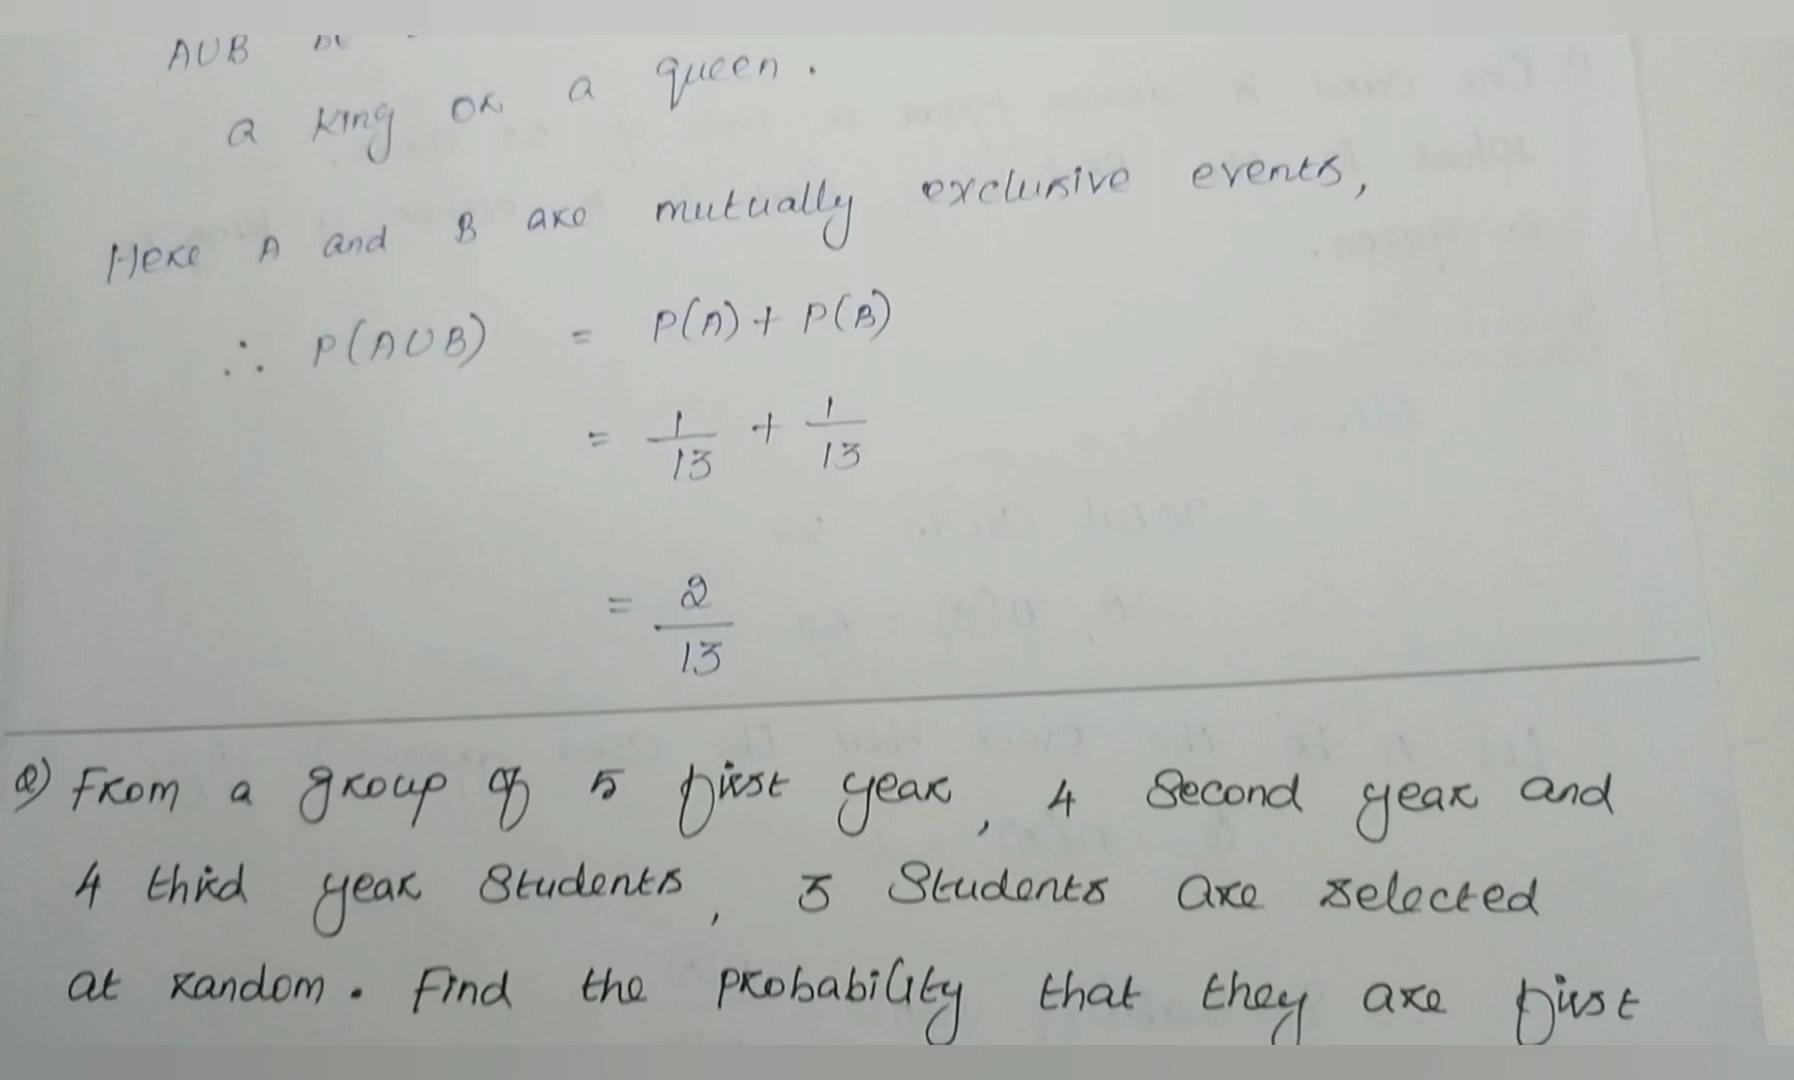 AUB
a king or a queen.
Here A and B are mutually exclusive events,
∴ P(AUB) = P(A) + P(B)
= 1/13 + 1/13
= 2/13
Q) From a group of 5 first year, 4 second year and
4 third year students, 3 students are selected
at random. Find the probability that they are first